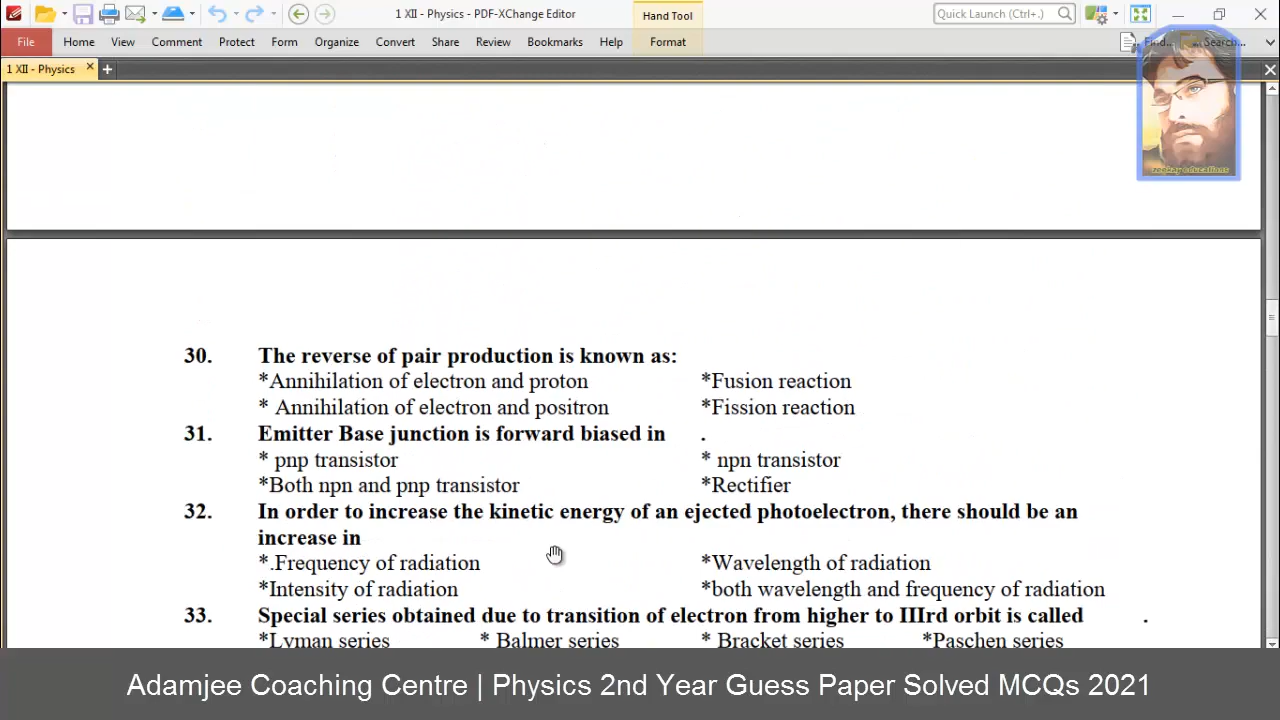 1 XII - Physics - PDF-XChange Editor
Hand Tool
Quick Launch (Ctrl+.)
File Home View Comment Protect Form Organize Convert Share Review Bookmarks Help Format Find... Search...
1 XII - Physics
reekay educations
30. The reverse of pair production is known as:
*Annihilation of electron and proton *Fusion reaction
* Annihilation of electron and positron *Fission reaction
31. Emitter Base junction is forward biased in .
* pnp transistor * npn transistor
*Both npn and pnp transistor *Rectifier
32. In order to increase the kinetic energy of an ejected photoelectron, there should be an
increase in
*.Frequency of radiation *Wavelength of radiation
*Intensity of radiation *both wavelength and frequency of radiation
33. Special series obtained due to transition of electron from higher to IIIrd orbit is called .
*Lyman series * Balmer series * Bracket series *Paschen series
Adamjee Coaching Centre | Physics 2nd Year Guess Paper Solved MCQs 2021